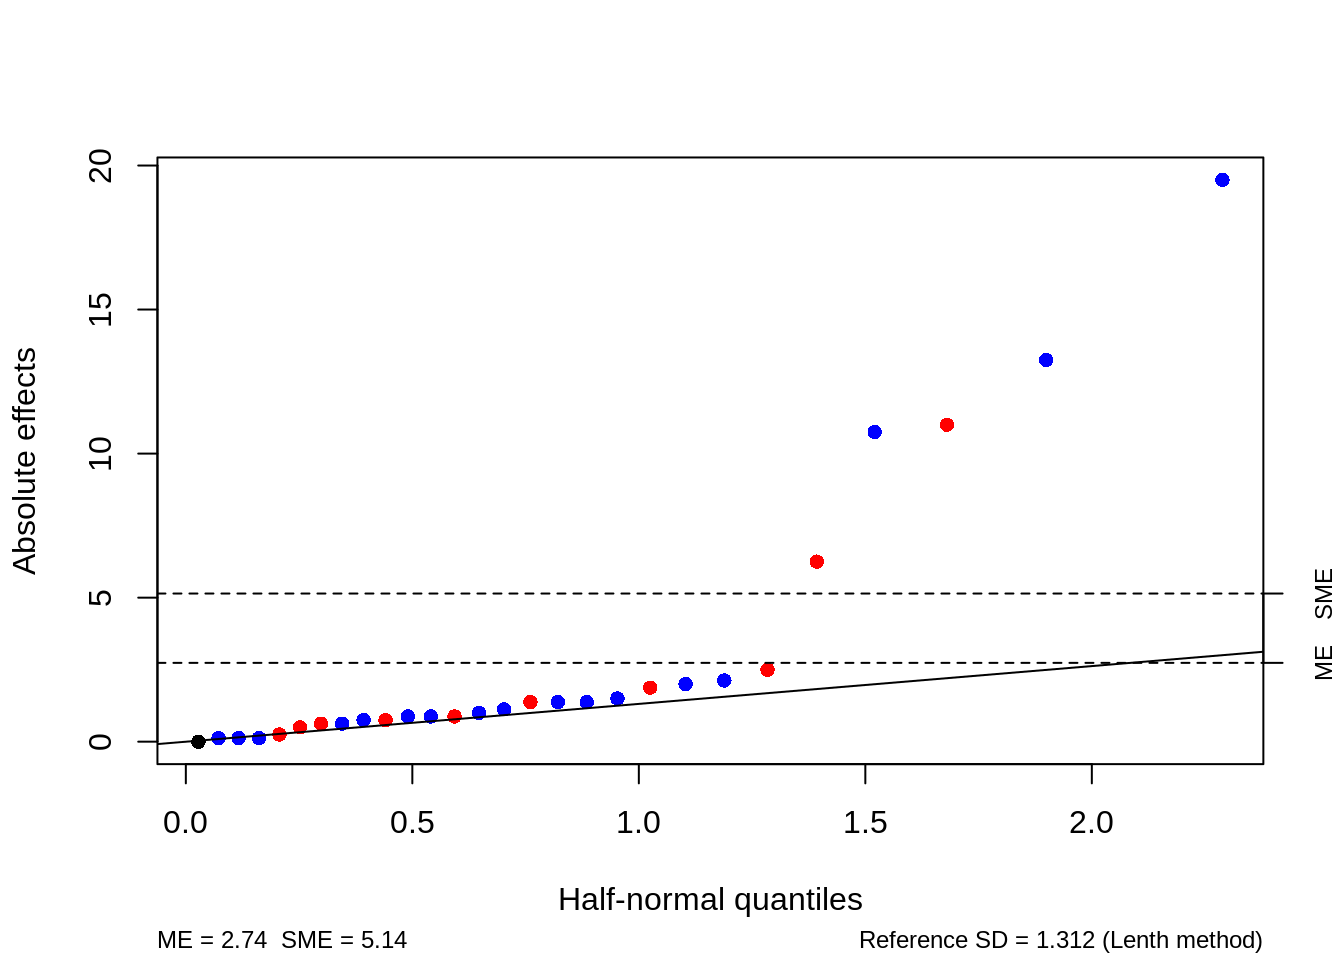 20
15
10
5
0
Absolute effects
SME
ME
0.0 0.5 1.0 1.5 2.0
Half-normal quantiles
ME = 2.74 SME = 5.14
Reference SD = 1.312 (Lenth method)